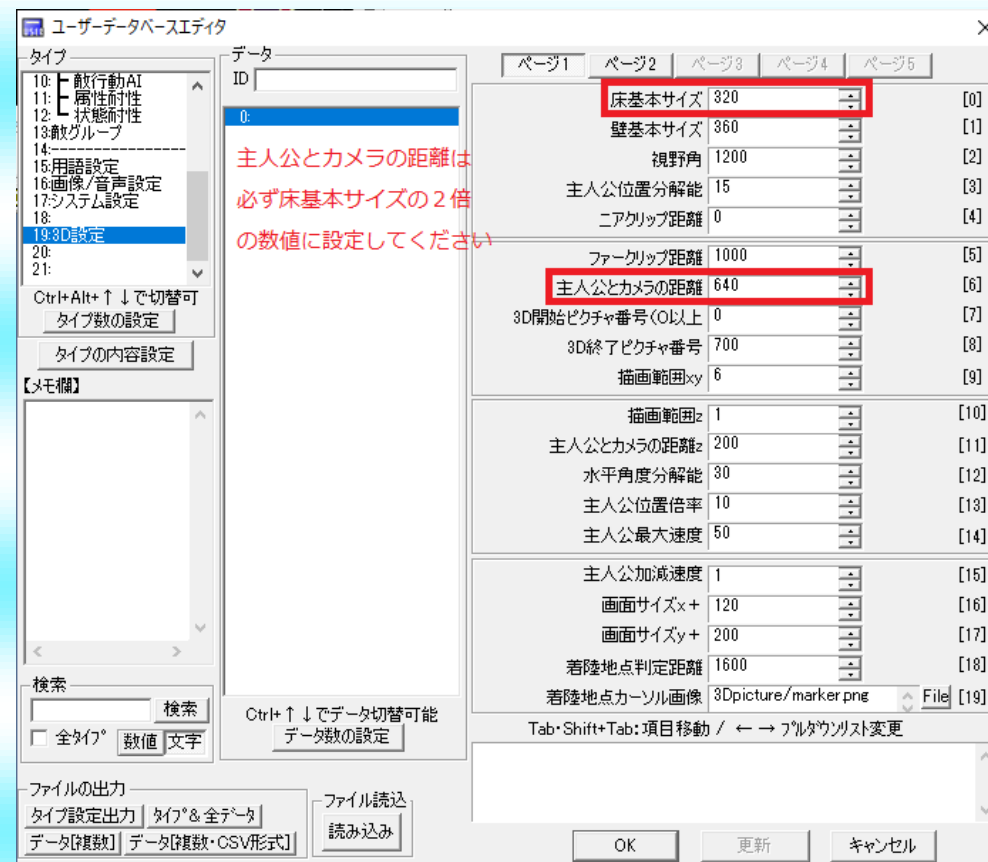 ユーザーデータベースエディタ
タイプ
10: ┣ 敵行動AI
11: ┣ 属性耐性
12: ┗ 状態耐性
13:敵グループ
14:------------------
15:用語設定
16:画像/音声設定
17:システム設定
18:
19:3D設定
20:
21:
Ctrl+Alt+↑↓で切替可
タイプ数の設定
タイプの内容設定
【メモ欄】
検索
検索
全タイプ
数値
文字
データ
ID
0:
主人公とカメラの距離は
必ず床基本サイズの２倍
の数値に設定してください
Ctrl+↑↓でデータ切替可能
データ数の設定
ページ1 ページ2 ページ3 ページ4 ページ5
床基本サイズ 320 [0]
壁基本サイズ 360 [1]
視野角 1200 [2]
主人公位置分解能 15 [3]
ニアクリップ距離 0 [4]
ファークリップ距離 1000 [5]
主人公とカメラの距離 640 [6]
3D開始ピクチャ番号(0以上 0 [7]
3D終了ピクチャ番号 700 [8]
描画範囲xy 6 [9]
描画範囲z 1 [10]
主人公とカメラの距離z 200 [11]
水平角度分解能 30 [12]
主人公位置倍率 10 [13]
主人公最大速度 50 [14]
主人公加減速度 1 [15]
画面サイズx+ 120 [16]
画面サイズy+ 200 [17]
着陸地点判定距離 1600 [18]
着陸地点カーソル画像 3Dpicture/marker.png File [19]
Tab・Shift+Tab:項目移動 / ←→ プルダウンリスト変更
ファイルの出力
タイプ設定出力 タイプ&全データ
データ[複数] データ[複数・CSV形式]
ファイル読込
読み込み
OK 更新 キャンセル